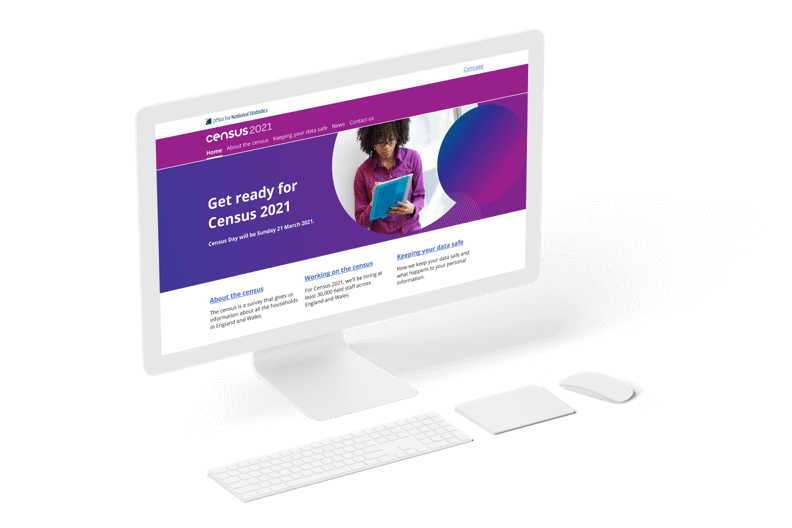 Cymraeg
Office for National Statistics
census 2021
Home About the census Keeping your data safe News Contact us
Get ready for
Census 2021
Census Day will be Sunday 21 March 2021.
About the census
The census is a survey that gives us
information about all the households
in England and Wales.
Working on the census
For Census 2021, we'll be hiring at
least 30,000 field staff across
England and Wales.
Keeping your data safe
How we keep your data safe and
what happens to your personal
information.